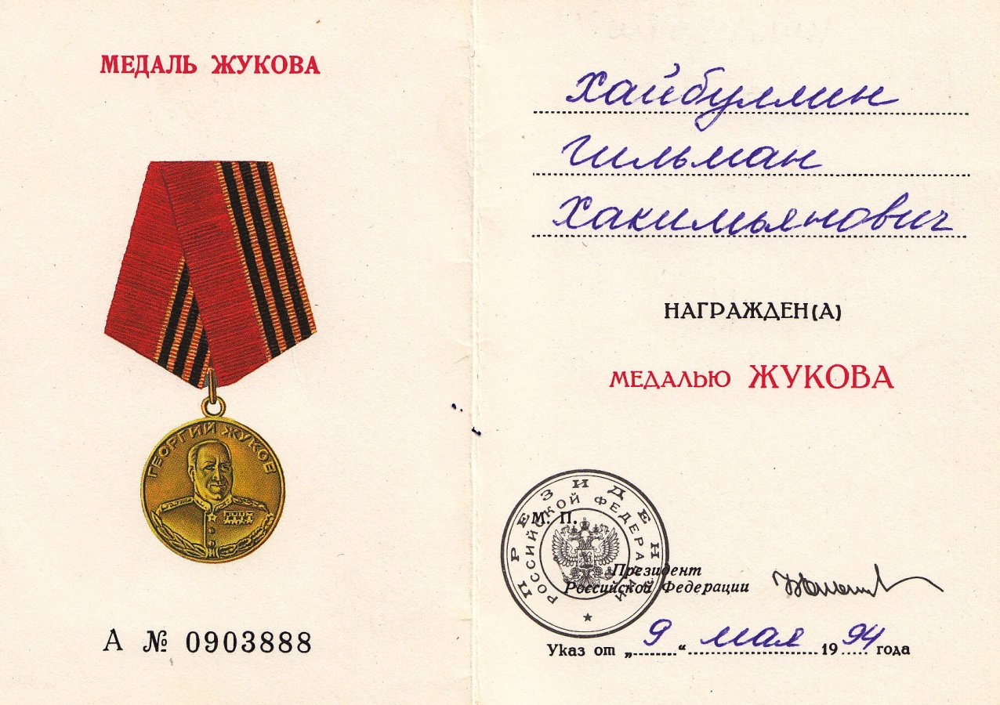 МЕДАЛЬ ЖУКОВА
ГЕОРГИЙ ЖУКОВ
А № 0903888
Хайбуллин
Гильман
Хакимьянович
НАГРАЖДЕН(А)
МЕДАЛЬЮ ЖУКОВА
ПРЕЗИДЕНТ
РОССИЙСКОЙ ФЕДЕРАЦИИ
М. П.
Президент
Российской Федерации
Указ от „9“ мая 1994 года